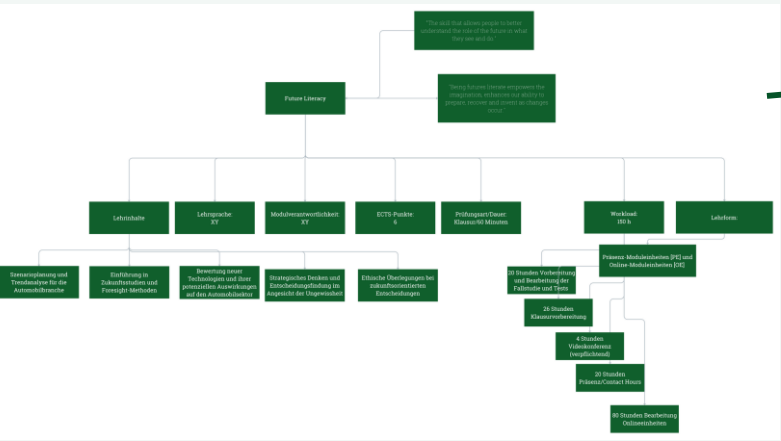 "The skill that allows people to better
understand the role of the future in what
they see and do."
"Being futures literate empowers the
imagination, enhances our ability to
prepare, recover and invent as changes
occur."
Future Literacy
Lehrinhalte
Lehrsprache:
XY
Modulverantwortlichkeit:
XY
ECTS-Punkte:
6
Prüfungsart/Dauer:
Klausur/60 Minuten
Workload:
150 h
Lehrform:
Präsenz-Moduleinheiten [PE] und
Online-Moduleinheiten [OE]
Szenarioplanung und
Trendanalyse für die
Automobilbranche
Einführung in
Zukunftsstudien und
Foresight-Methoden
Bewertung neuer
Technologien und ihrer
potenziellen Auswirkungen
auf den Automobilsektor
Strategisches Denken und
Entscheidungsfindung im
Angesicht der Ungewissheit
Ethische Überlegungen bei
zukunftsorientierten
Entscheidungen
Stunden Vorbereitung
und Bearbeitung der
Fallstudie und Tests
26 Stunden
Klausurvorbereitung
4 Stunden
Videokonferenz
(verpflichtend)
20 Stunden
Präsenz/Contact Hours
80 Stunden Bearbeitung
Onlineeinheiten